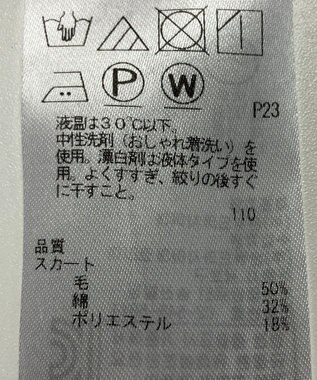 P
W
P23
液温は30℃以下。
中性洗剤(おしゃれ着洗い)を
使用。漂白剤は液体タイプを使
用。よくすすぎ、絞りの後すぐ
に干すこと。
110
品質
スカート
毛 50%
綿 32%
ポリエステル 18%